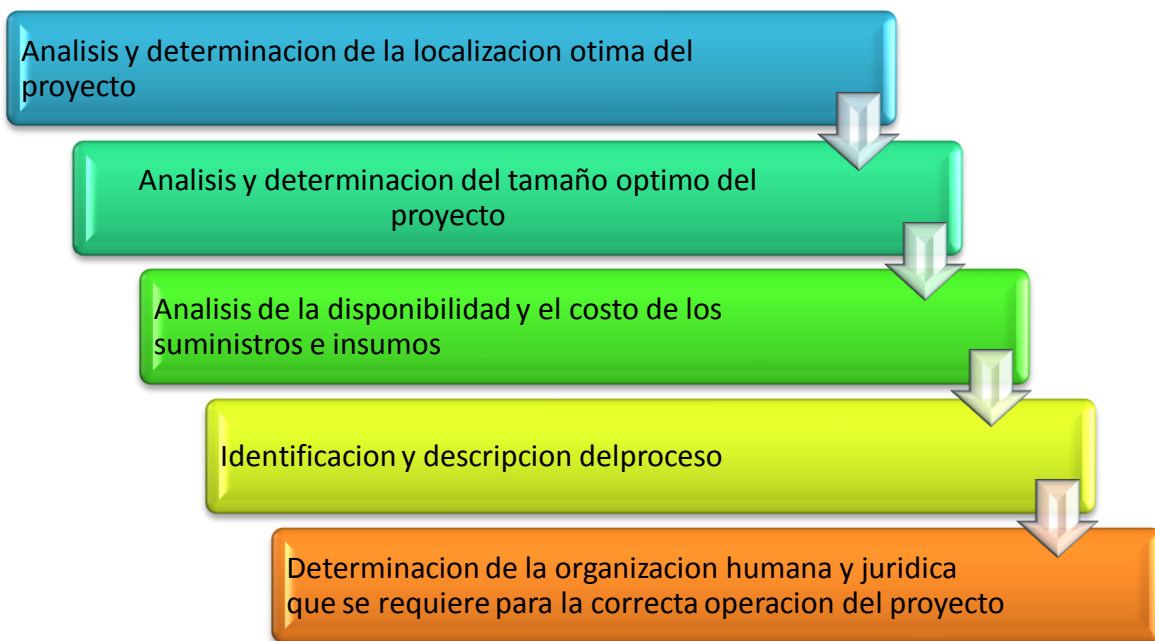 Analisis y determinacion de la localizacion otima del
proyecto
Analisis y determinacion del tamaño optimo del
proyecto
Analisis de la disponibilidad y el costo de los
suministros e insumos
Identificacion y descripcion delproceso
Determinacion de la organizacion humana y juridica
que se requiere para la correcta operacion del proyecto